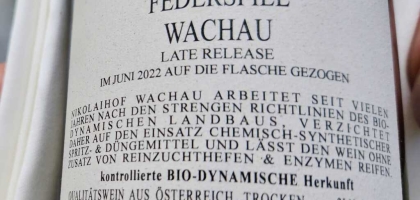 FEDERSPIEL
WACHAU
LATE RELEASE
IM JUNI 2022 AUF DIE FLASCHE GEZOGEN
NIKOLAIHOF WACHAU ARBEITET SEIT VIELEN
JAHREN NACH DEN STRENGEN RICHTLINIEN DES BIO-
DYNAMISCHEN LANDBAUS, VERZICHTET
DAHER AUF DEN EINSATZ CHEMISCH-SYNTHETISCHER
SPRITZ- & DÜNGEMITTEL UND LÄSST DEN WEIN OHNE
ZUSATZ VON REINZUCHTHEFEN & ENZYMEN REIFEN.
kontrollierte BIO-DYNAMISCHE Herkunft
QUALITÄTSWEIN AUS ÖSTERREICH, TROCKEN